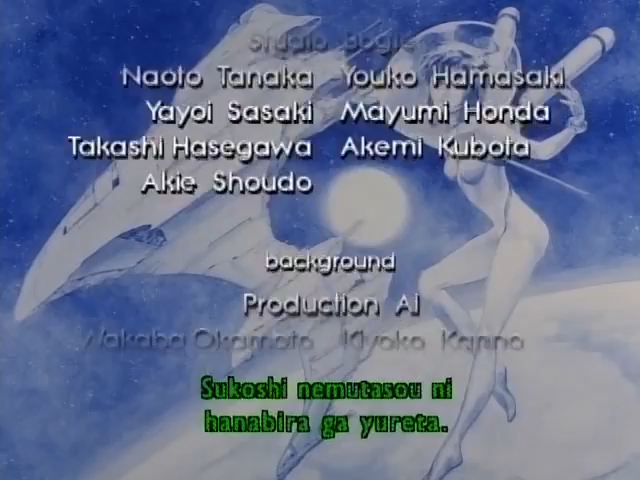 Studio Bogie
Naoto Tanaka Youko Hamasaki
Yayoi Sasaki Mayumi Honda
Takashi Hasegawa Akemi Kubota
Akie Shoudo
background
Production Ai
Wakaba Okamoto Kiyoko Kanno
Sukoshi nemutasou ni
hanabira ga yureta.